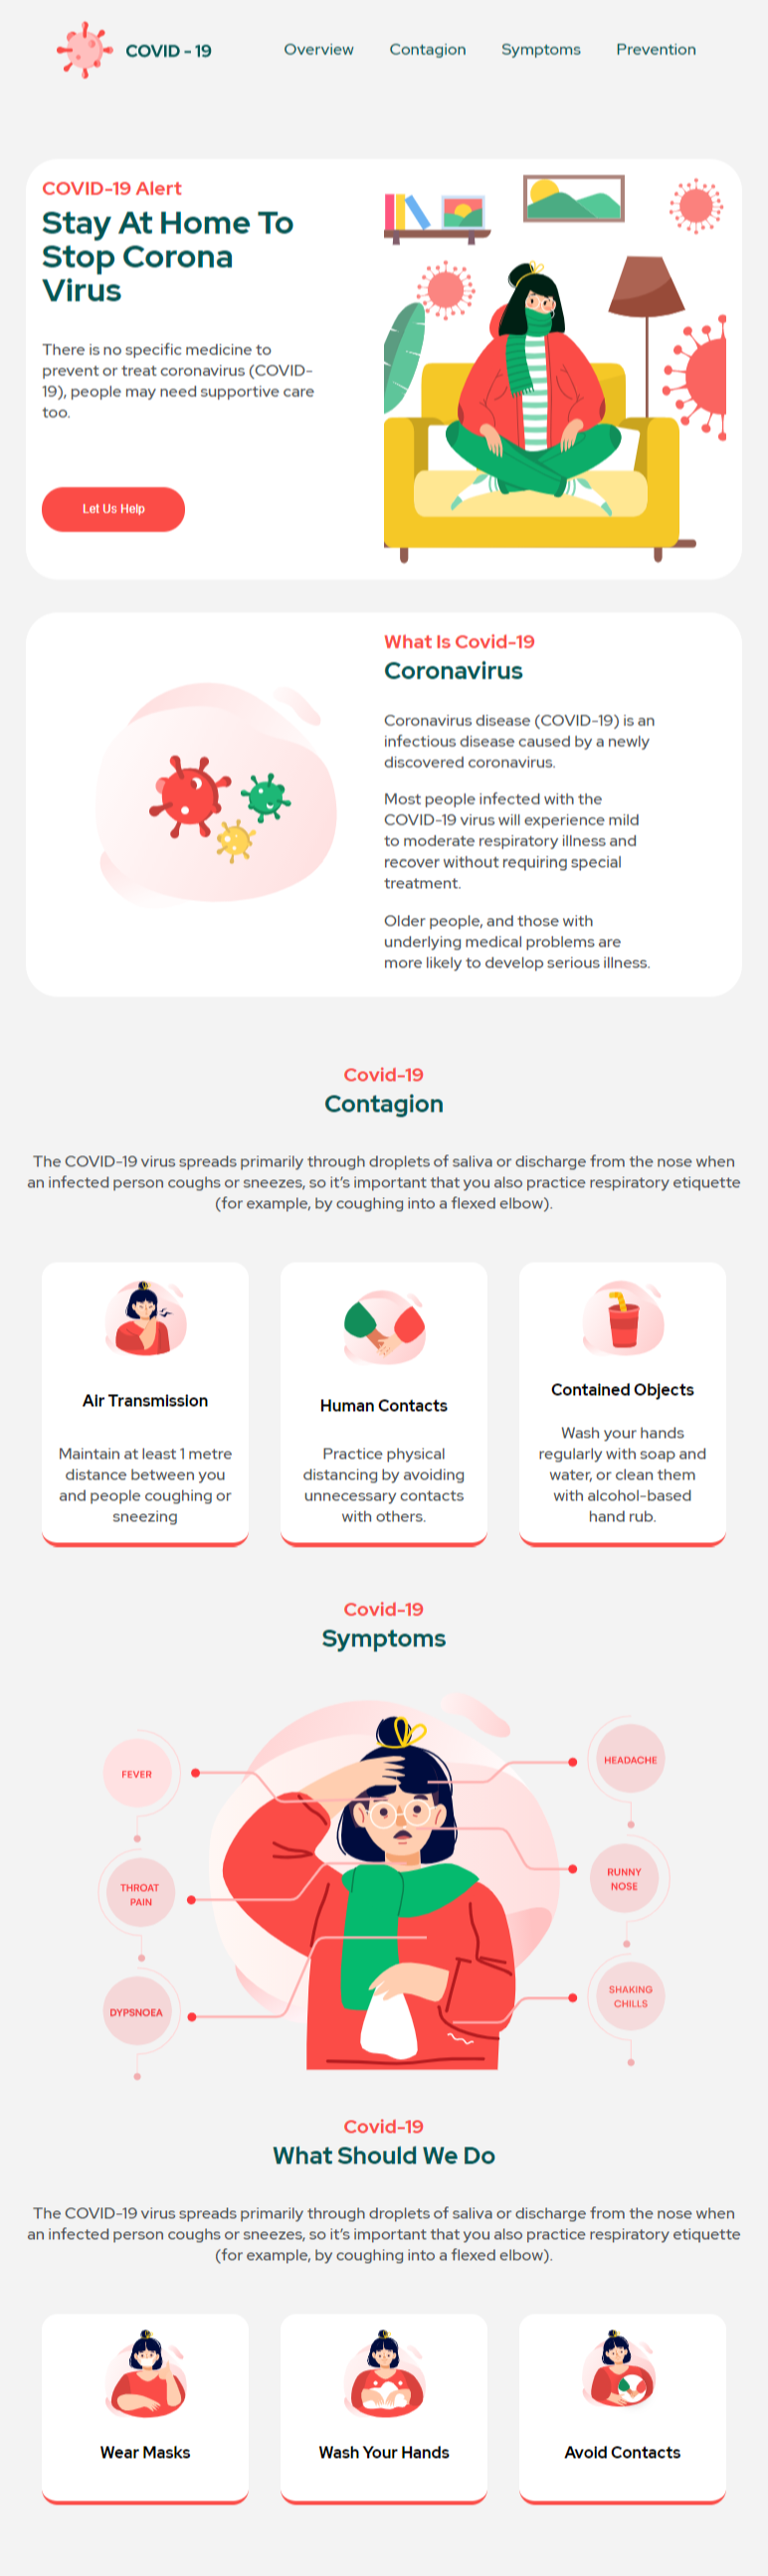 COVID - 19
Overview
Contagion
Symptoms
Prevention
COVID-19 Alert
Stay At Home To
Stop Corona
Virus
There is no specific medicine to
prevent or treat coronavirus (COVID-
19), people may need supportive care
too.
Let Us Help
What Is Covid-19
Coronavirus
Coronavirus disease (COVID-19) is an
infectious disease caused by a newly
discovered coronavirus.
Most people infected with the
COVID-19 virus will experience mild
to moderate respiratory illness and
recover without requiring special
treatment.
Older people, and those with
underlying medical problems are
more likely to develop serious illness.
Covid-19
Contagion
The COVID-19 virus spreads primarily through droplets of saliva or discharge from the nose when
an infected person coughs or sneezes, so it's important that you also practice respiratory etiquette
(for example, by coughing into a flexed elbow).
Air Transmission
Maintain at least 1 metre
distance between you
and people coughing or
sneezing
Human Contacts
Practice physical
distancing by avoiding
unnecessary contacts
with others.
Contained Objects
Wash your hands
regularly with soap and
water, or clean them
with alcohol-based
hand rub.
Covid-19
Symptoms
FEVER
THROAT
PAIN
DYPSNOEA
HEADACHE
RUNNY
NOSE
SHAKING
CHILLS
Covid-19
What Should We Do
The COVID-19 virus spreads primarily through droplets of saliva or discharge from the nose when
an infected person coughs or sneezes, so it's important that you also practice respiratory etiquette
(for example, by coughing into a flexed elbow).
Wear Masks
Wash Your Hands
Avoid Contacts